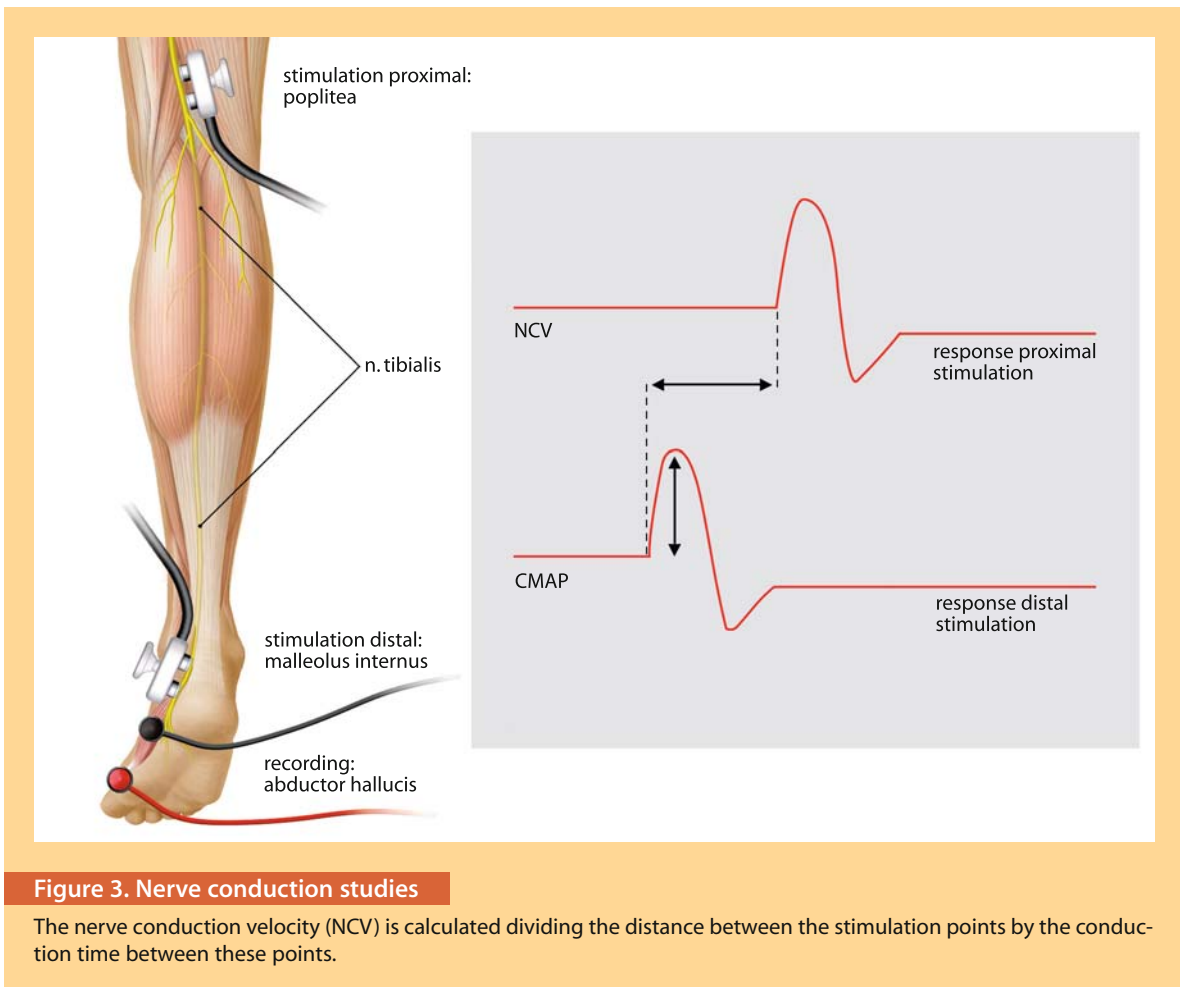 stimulation proximal:
poplitea
NCV
response proximal
stimulation
n. tibialis
CMAP
response distal
stimulation
stimulation distal:
malleolus internus
recording:
abductor hallucis
Figure 3. Nerve conduction studies
The nerve conduction velocity (NCV) is calculated dividing the distance between the stimulation points by the conduc-
tion time between these points.